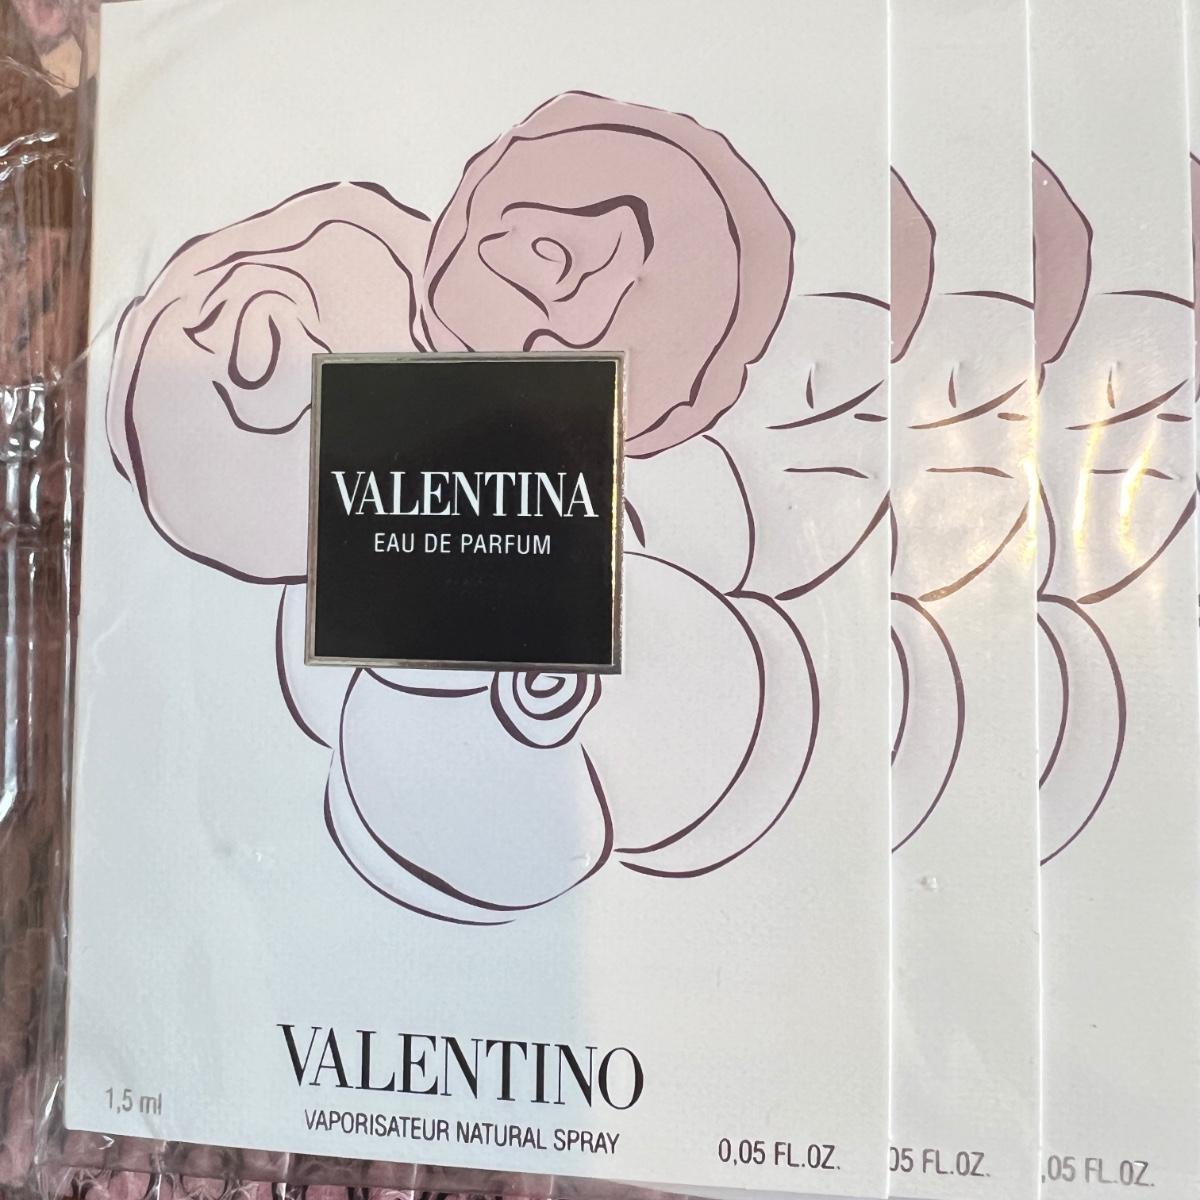 VALENTINA
EAU DE PARFUM
VALENTINO
1,5 ml
VAPORISATEUR NATURAL SPRAY
0,05 FL.OZ.
05 FL.OZ.
,05 FL.OZ.